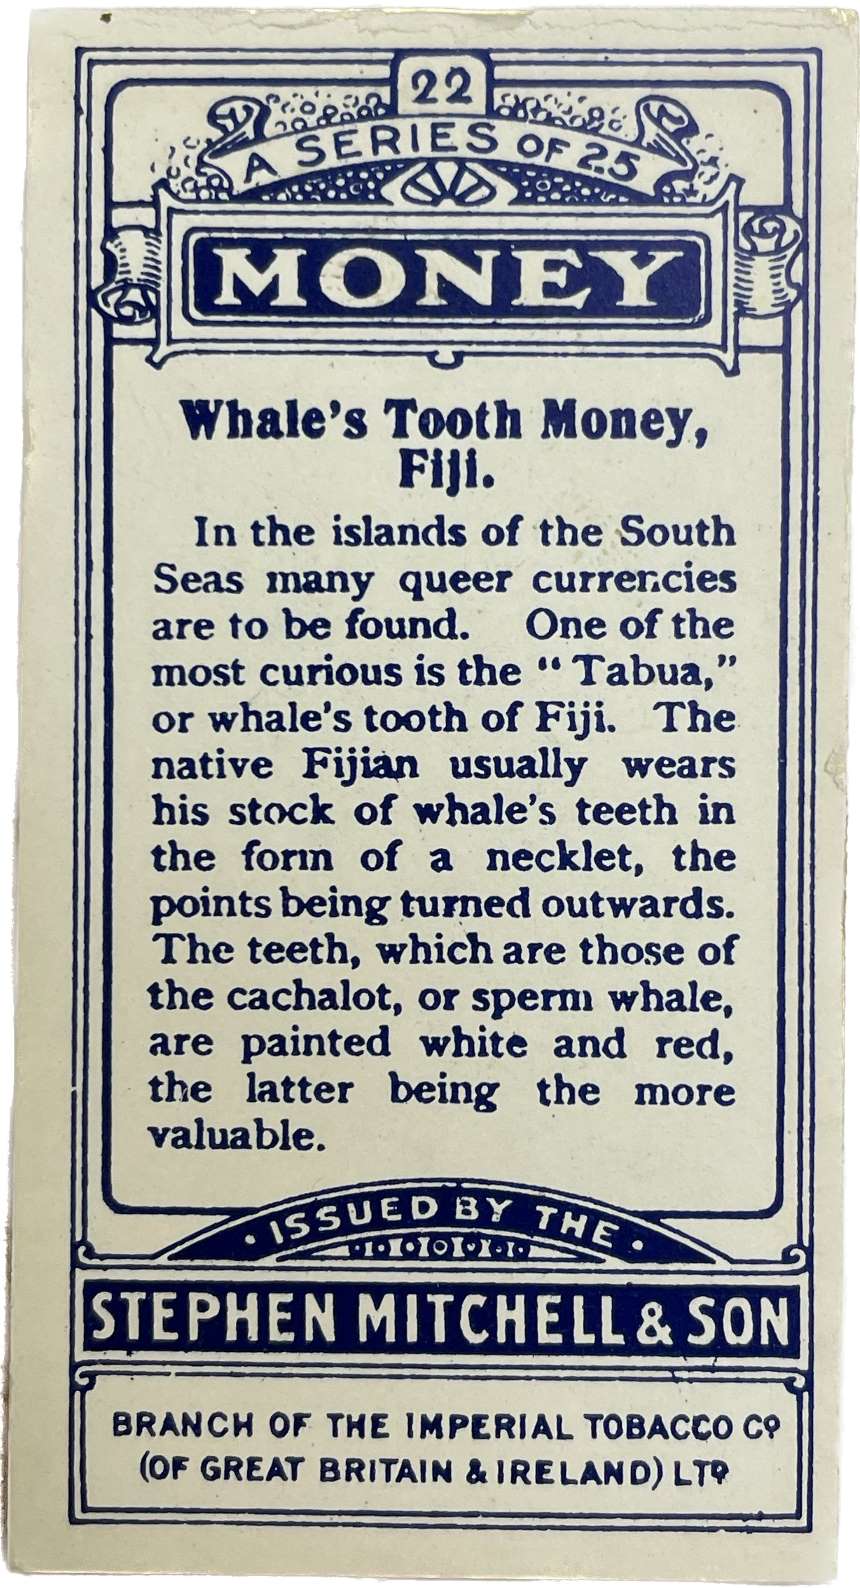 22
A SERIES OF 25
MONEY
Whale's Tooth Money,
Fiji.
In the islands of the South
Seas many queer currencies
are to be found. One of the
most curious is the “Tabua,”
or whale's tooth of Fiji. The
native Fijian usually wears
his stock of whale's teeth in
the form of a necklet, the
points being turned outwards.
The teeth, which are those of
the cachalot, or sperm whale,
are painted white and red,
the latter being the more
valuable.
• ISSUED BY THE •
STEPHEN MITCHELL & SON
BRANCH OF THE IMPERIAL TOBACCO Cº
(OF GREAT BRITAIN & IRELAND) LTº